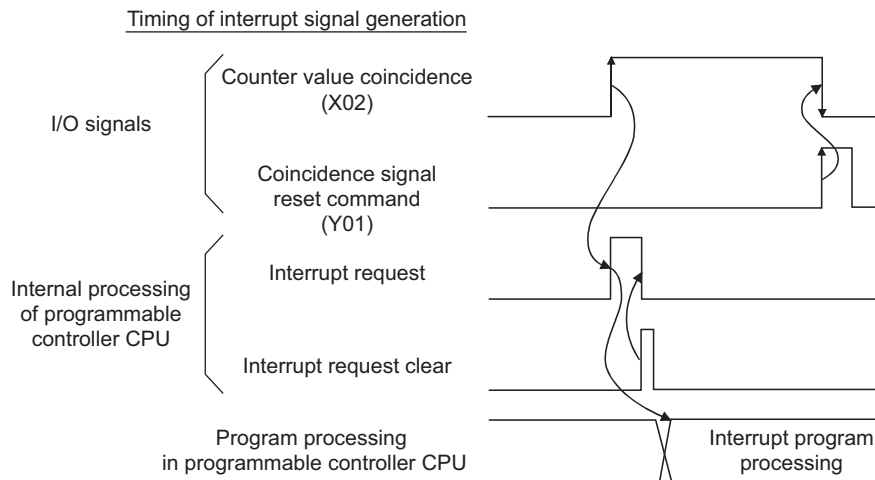 Timing of interrupt signal generation
I/O signals
Counter value coincidence
(X02)
Coincidence signal
reset command
(Y01)
Internal processing
of programmable
controller CPU
Interrupt request
Interrupt request clear
Program processing
in programmable controller CPU
Interrupt program
processing